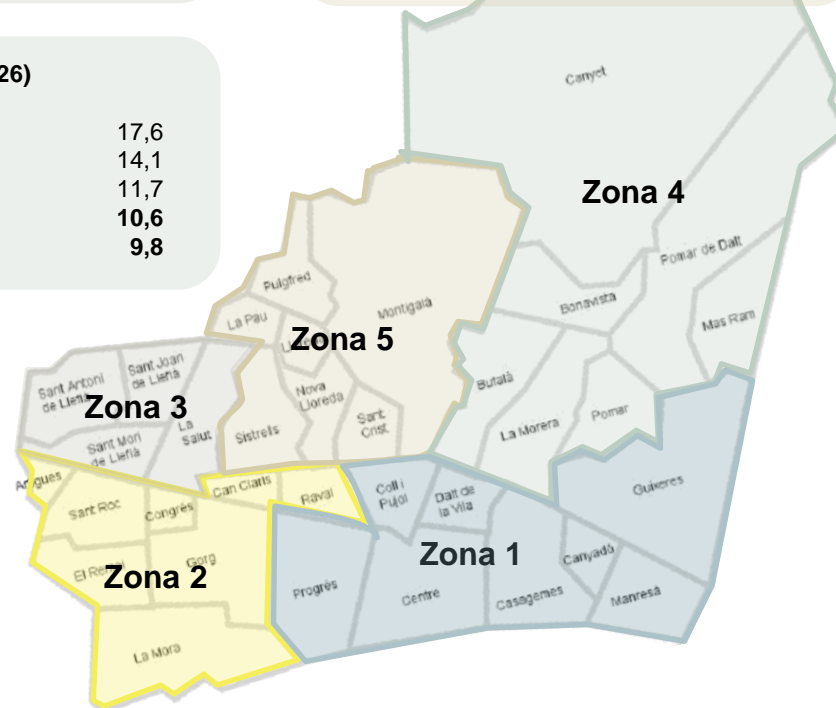 26)
17,6
14,1
11,7
10,6
9,8
Canyet
Zona 4
Pomar de Dalt
Bonavista
Mas Ram
Bufalà
La Morera
Pomar
Puigfred
La Pau
Montigalà
Zona 5
Nova
Lloreda
Sistrells
Sant
Crist
Sant Antoni
de Llefià
Sant Joan
de Llefià
Zona 3
La
Salut
Sant Mori
de Llefià
Artigues
Sant Roc
Congrés
Can Claris
Raval
El Remei
Gorg
Zona 2
La Mora
Coll i
Pujol
Dalt de
la Vila
Guixeres
Zona 1
Canyadó
Progrés
Centre
Casagemes
Manresà